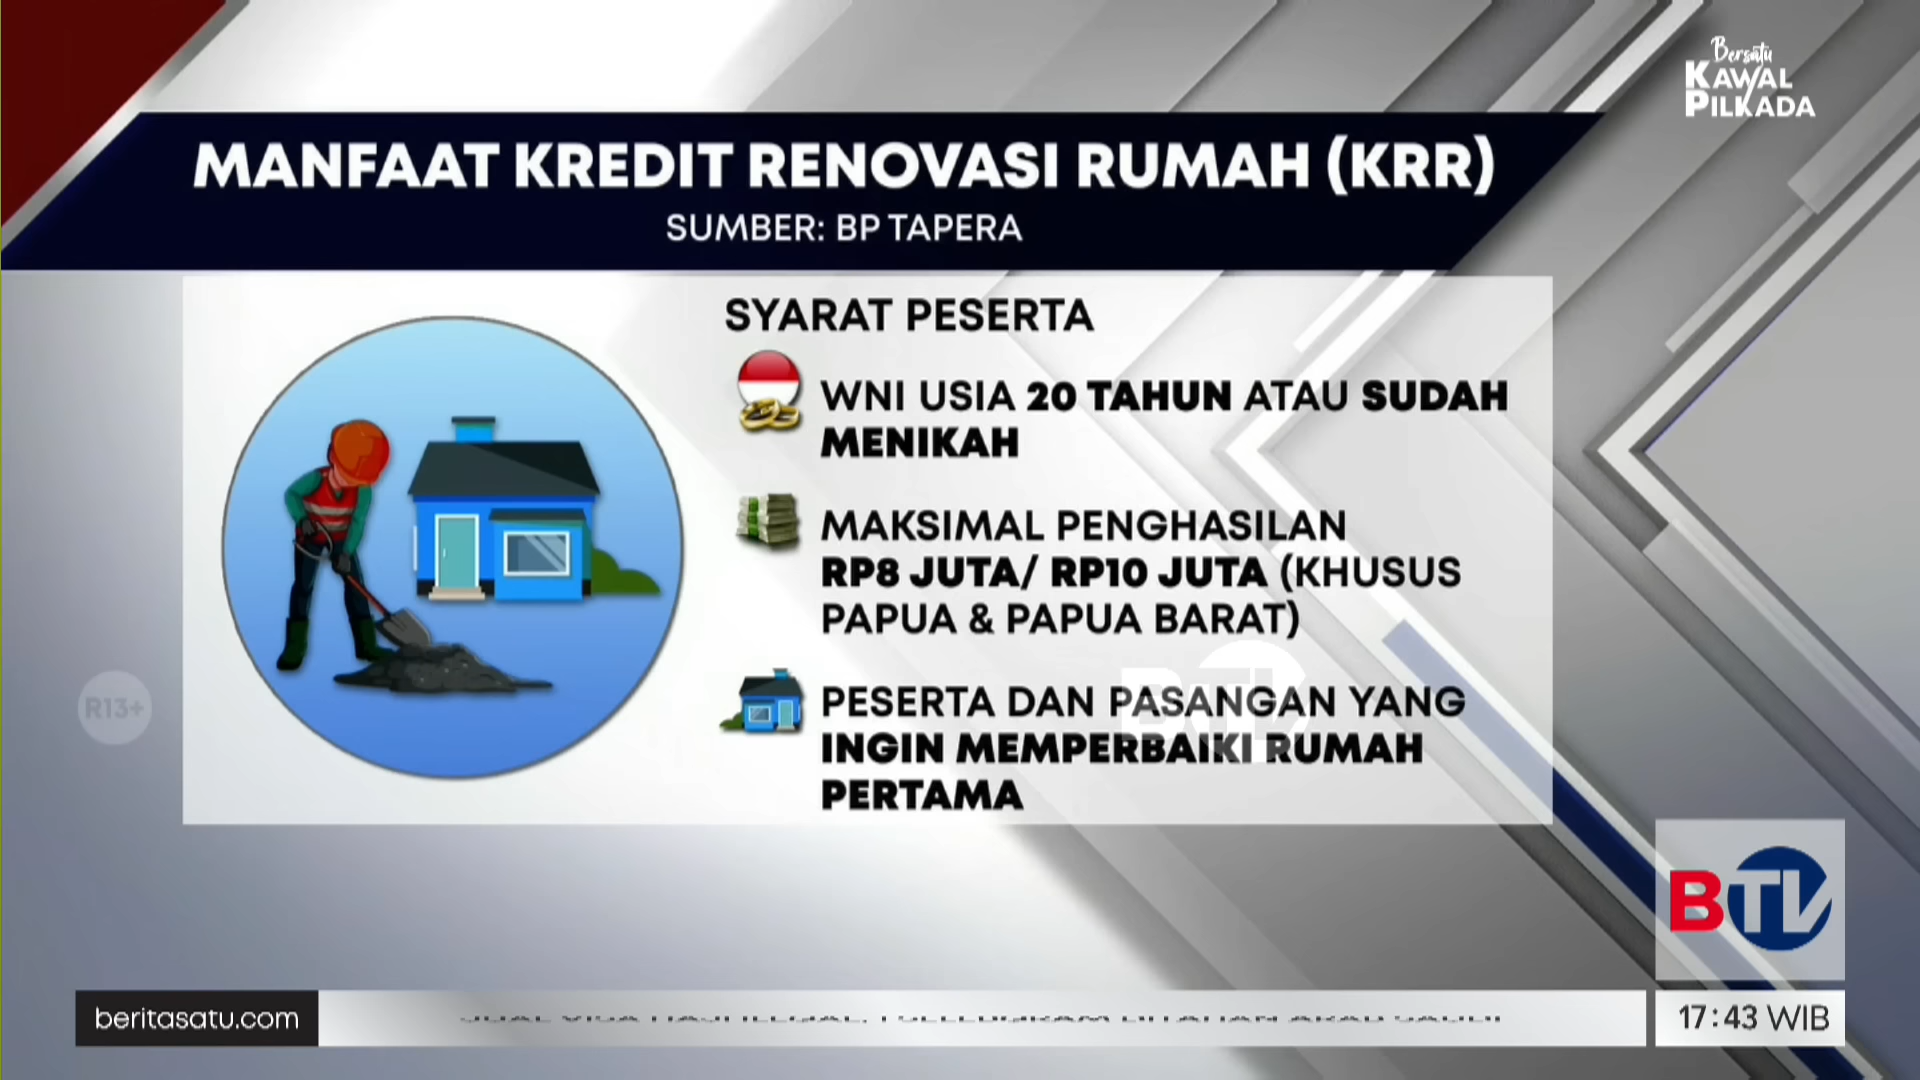 Bersatu
KAWAL
PILKADA
MANFAAT KREDIT RENOVASI RUMAH (KRR)
SUMBER: BP TAPERA
SYARAT PESERTA
WNI USIA 20 TAHUN ATAU SUDAH
MENIKAH
MAKSIMAL PENGHASILAN
RP8 JUTA/ RP10 JUTA (KHUSUS
PAPUA & PAPUA BARAT)
PESERTA DAN PASANGAN YANG
INGIN MEMPERBAIKI RUMAH
PERTAMA
BTV
R13+
BTV
beritasatu.com
17:43 WIB